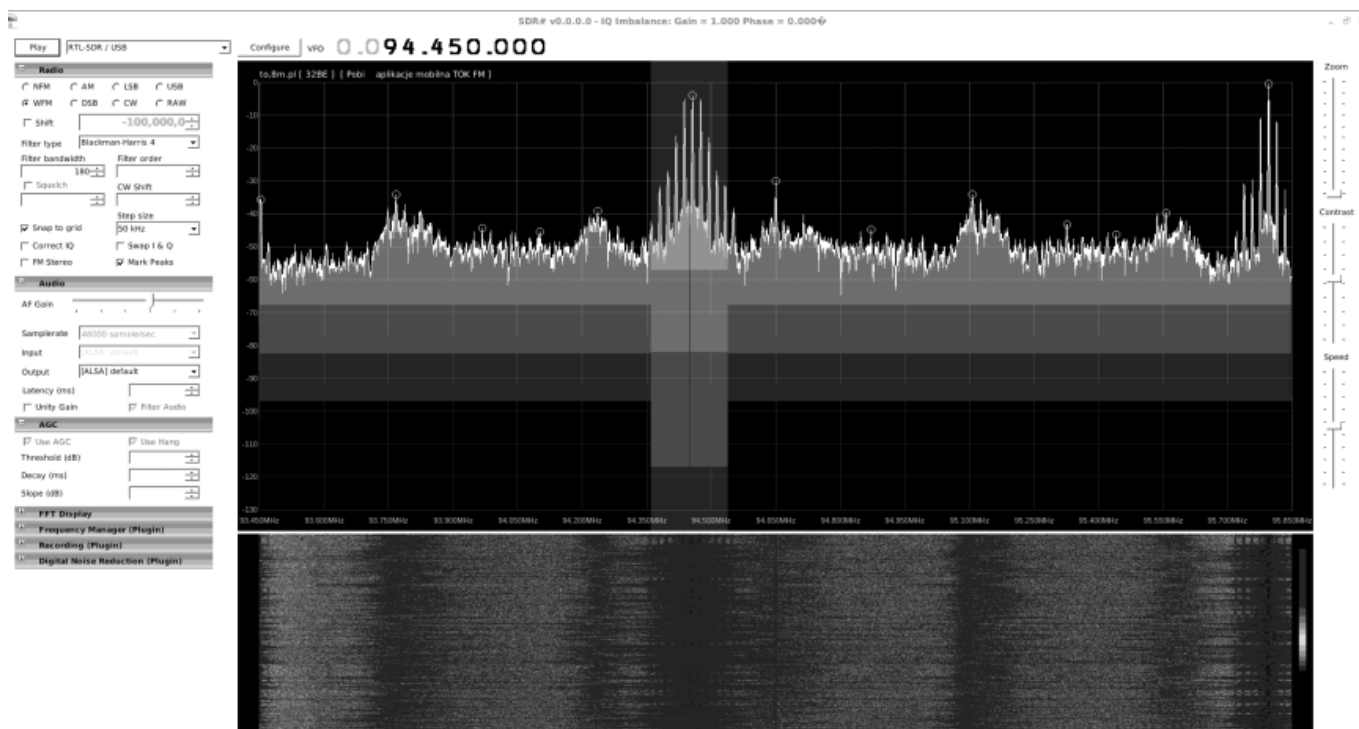 SDR# v0.0.0.0 - IQ Imbalance: Gain = 1.000 Phase = 0.000�
Play RTL-SDR / USB Configure VFO 0.094.450.000
Radio
NFM AM LSB USB
WFM DSB CW RAW
Shift -100,000,0
Filter type Blackman-Harris 4
Filter bandwidth Filter order
180
Squelch CW Shift
Step size
Snap to grid 50 kHz
Correct IQ Swap I & Q
FM Stereo Mark Peaks
Audio
AF Gain
Samplerate 48000 sample/sec
Input [ALSA] default
Output [ALSA] default
Latency (ms)
Unity Gain Filter Audio
AGC
Use AGC Use Hang
Threshold (dB)
Decay (ms)
Slope (dB)
FFT Display
Frequency Manager (Plugin)
Recording (Plugin)
Digital Noise Reduction (Plugin)
to.8m.pl [ 328E ] [ Pobi aplikacje mobilna TOK FM ]
0
-10
-20
-30
-40
-50
-60
-70
-80
-90
-100
-110
-120
-130
93.450MHz 93.600MHz 93.750MHz 93.900MHz 94.050MHz 94.200MHz 94.350MHz 94.500MHz 94.650MHz 94.800MHz 94.950MHz 95.100MHz 95.250MHz 95.400MHz 95.550MHz 95.700MHz 95.850MHz
Zoom
Contrast
Speed